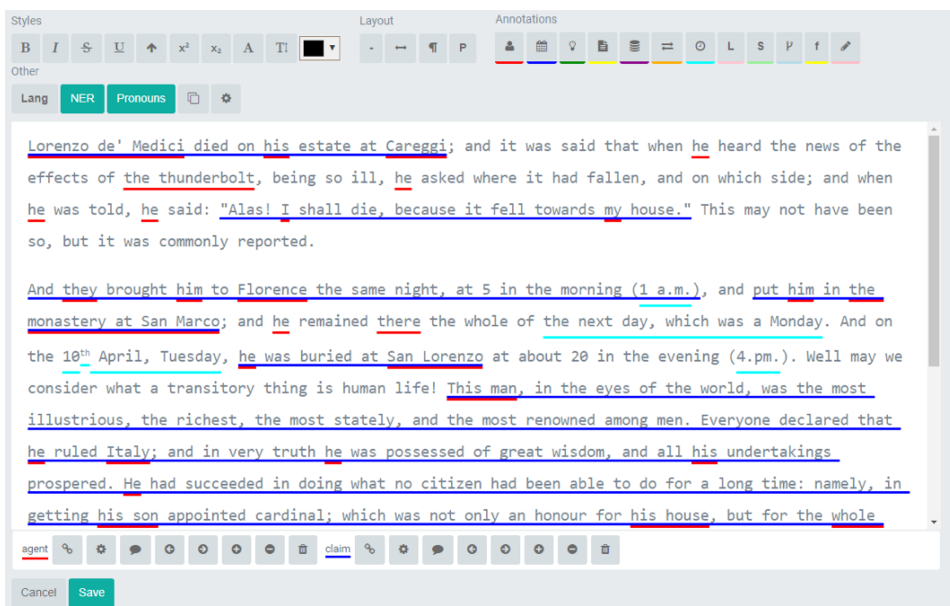 Styles
Layout
Annotations
B I S U x² x₂ A TI - ¶ P L S f
Other
Lang NER Pronouns
Lorenzo de' Medici died on his estate at Careggi; and it was said that when he heard the news of the
effects of the thunderbolt, being so ill, he asked where it had fallen, and on which side; and when
he was told, he said: "Alas! I shall die, because it fell towards my house." This may not have been
so, but it was commonly reported.
And they brought him to Florence the same night, at 5 in the morning (1 a.m.), and put him in the
monastery at San Marco; and he remained there the whole of the next day, which was a Monday. And on
the 10th April, Tuesday, he was buried at San Lorenzo at about 20 in the evening (4.pm.). Well may we
consider what a transitory thing is human life! This man, in the eyes of the world, was the most
illustrious, the richest, the most stately, and the most renowned among men. Everyone declared that
he ruled Italy; and in very truth he was possessed of great wisdom, and all his undertakings
prospered. He had succeeded in doing what no citizen had been able to do for a long time: namely, in
getting his son appointed cardinal; which was not only an honour for his house, but for the whole
agent claim
Cancel Save